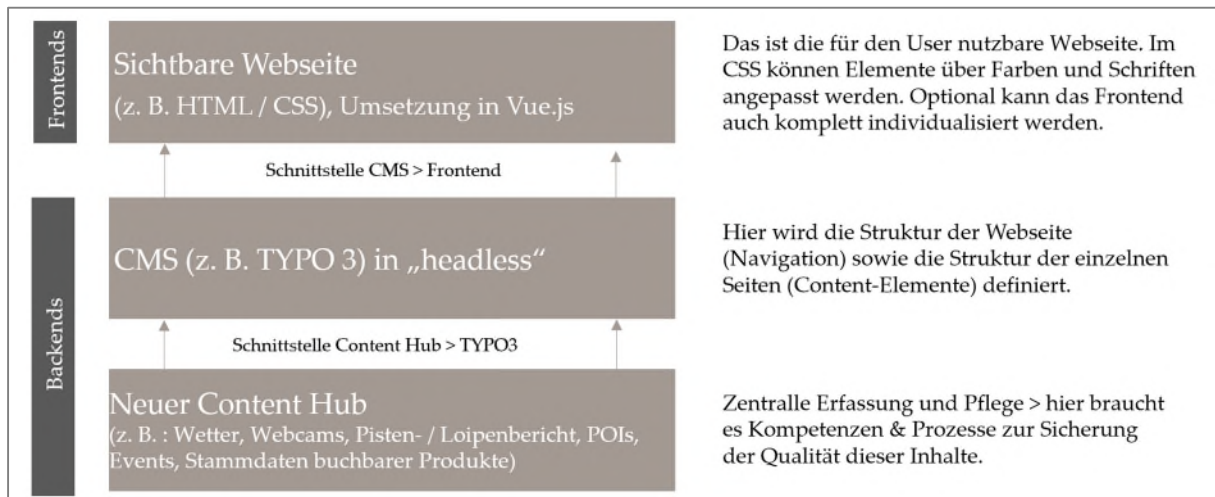 Frontends
Sichtbare Webseite
(z. B. HTML / CSS), Umsetzung in Vue.js
Das ist die für den User nutzbare Webseite. Im
CSS können Elemente über Farben und Schriften
angepasst werden. Optional kann das Frontend
auch komplett individualisiert werden.
Schnittstelle CMS > Frontend
Backends
CMS (z. B. TYPO 3) in „headless“
Hier wird die Struktur der Webseite
(Navigation) sowie die Struktur der einzelnen
Seiten (Content-Elemente) definiert.
Schnittstelle Content Hub > TYPO3
Neuer Content Hub
(z. B. : Wetter, Webcams, Pisten- / Loipenbericht, POIs,
Events, Stammdaten buchbarer Produkte)
Zentralle Erfassung und Pflege > hier braucht
es Kompetenzen & Prozesse zur Sicherung
der Qualität dieser Inhalte.